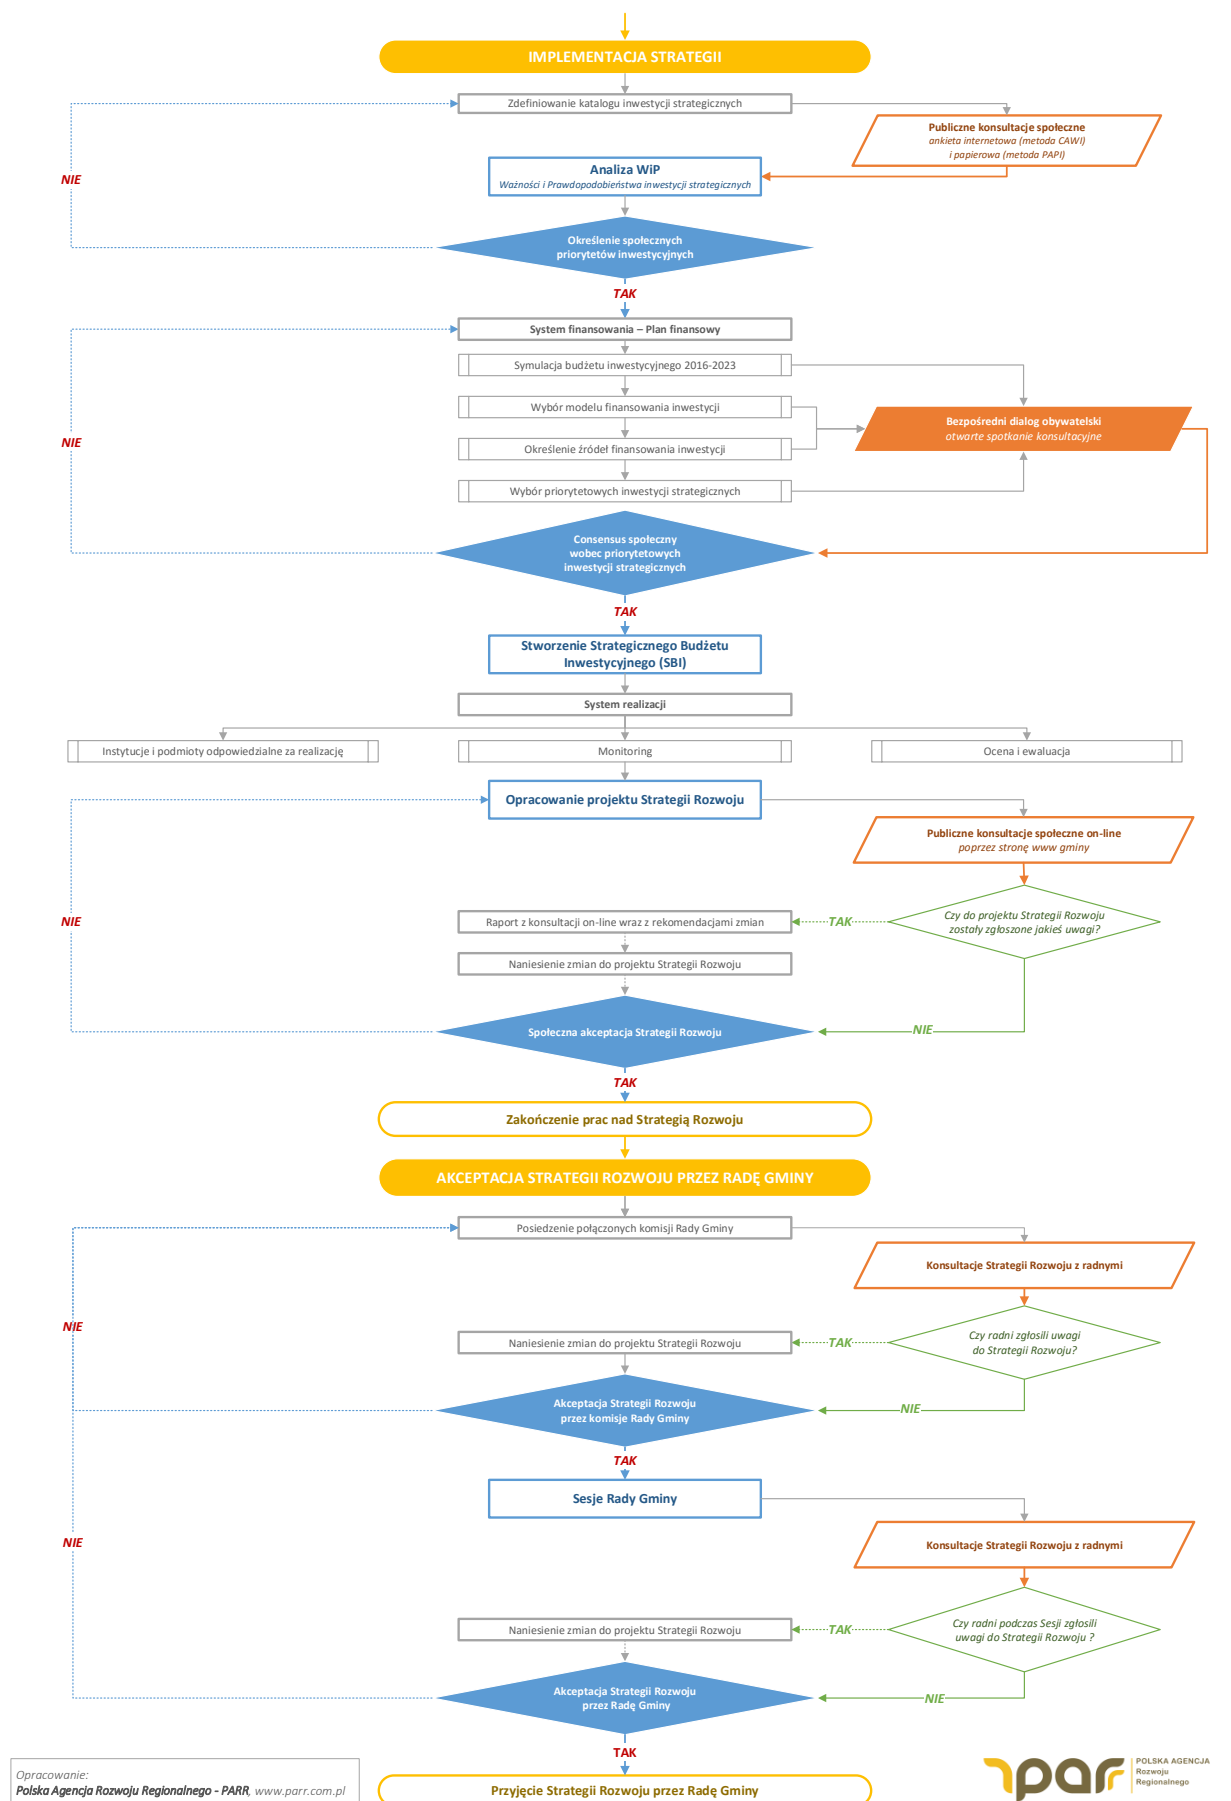 IMPLEMENTACJA STRATEGII
Zdefiniowanie katalogu inwestycji strategicznych
Publiczne konsultacje społeczne
ankieta internetowa (metoda CAWI)
i papierowa (metoda PAPI)
Analiza WiP
Ważności i Prawdopodobieństwa inwestycji strategicznych
NIE
Określenie społecznych
priorytetów inwestycyjnych
TAK
System finansowania – Plan finansowy
Symulacja budżetu inwestycyjnego 2016-2023
Wybór modelu finansowania inwestycji
Bezpośredni dialog obywatelski
otwarte spotkanie konsultacyjne
NIE
Określenie źródeł finansowania inwestycji
Wybór priorytetowych inwestycji strategicznych
Consensus społeczny
wobec priorytetowych
inwestycji strategicznych
TAK
Stworzenie Strategicznego Budżetu
Inwestycyjnego (SBI)
System realizacji
Instytucje i podmioty odpowiedzialne za realizację
Monitoring
Ocena i ewaluacja
Opracowanie projektu Strategii Rozwoju
Publiczne konsultacje społeczne on-line
poprzez stronę www gminy
NIE
Raport z konsultacji on-line wraz z rekomendacjami zmian
TAK
Czy do projektu Strategii Rozwoju
zostały zgłoszone jakieś uwagi?
Naniesienie zmian do projektu Strategii Rozwoju
Społeczna akceptacja Strategii Rozwoju
NIE
TAK
Zakończenie prac nad Strategią Rozwoju
AKCEPTACJA STRATEGII ROZWOJU PRZEZ RADĘ GMINY
Posiedzenie połączonych komisji Rady Gminy
Konsultacje Strategii Rozwoju z radnymi
NIE
Naniesienie zmian do projektu Strategii Rozwoju
TAK
Czy radni zgłosili uwagi
do Strategii Rozwoju?
Akceptacja Strategii Rozwoju
przez komisje Rady Gminy
NIE
TAK
Sesje Rady Gminy
Konsultacje Strategii Rozwoju z radnymi
NIE
Naniesienie zmian do projektu Strategii Rozwoju
TAK
Czy radni podczas Sesji zgłosili
uwagi do Strategii Rozwoju ?
Akceptacja Strategii Rozwoju
przez Radę Gminy
NIE
TAK
Przyjęcie Strategii Rozwoju przez Radę Gminy
Opracowanie:
Polska Agencja Rozwoju Regionalnego - PARR, www.parr.com.pl
parr
POLSKA AGENCJA
Rozwoju
Regionalnego